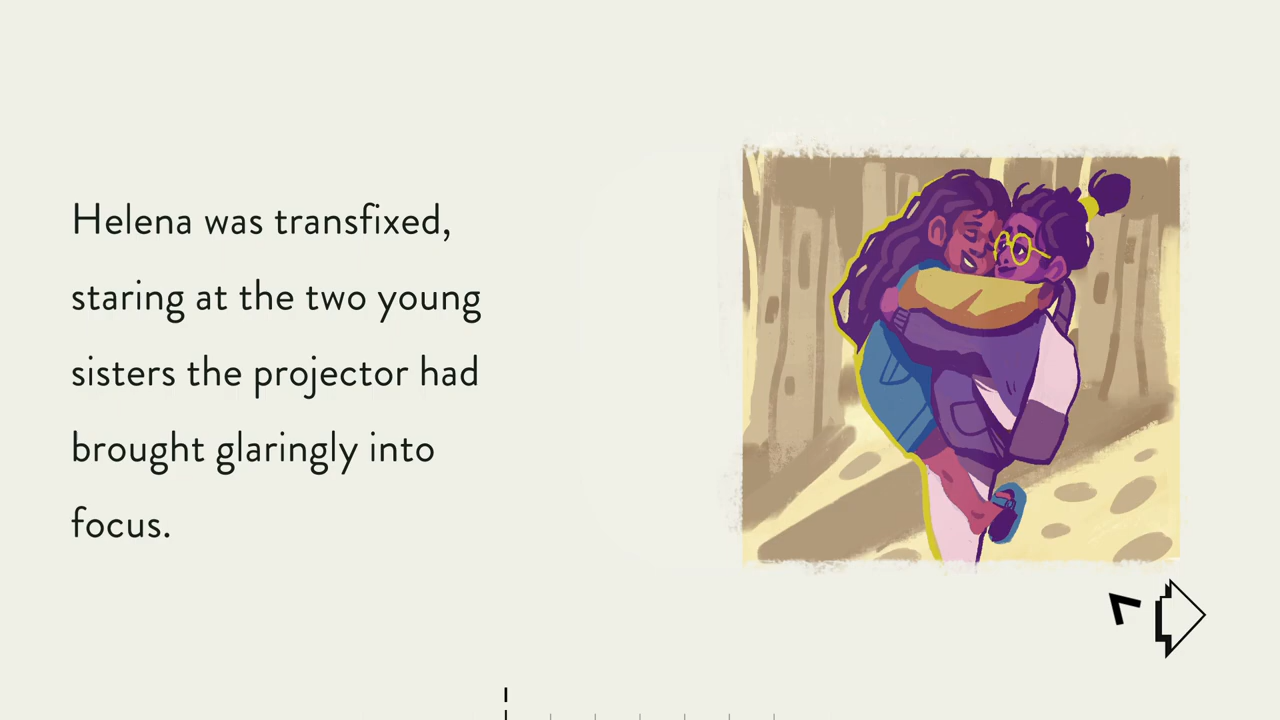 Helena was transfixed,
staring at the two young
sisters the projector had
brought glaringly into
focus.